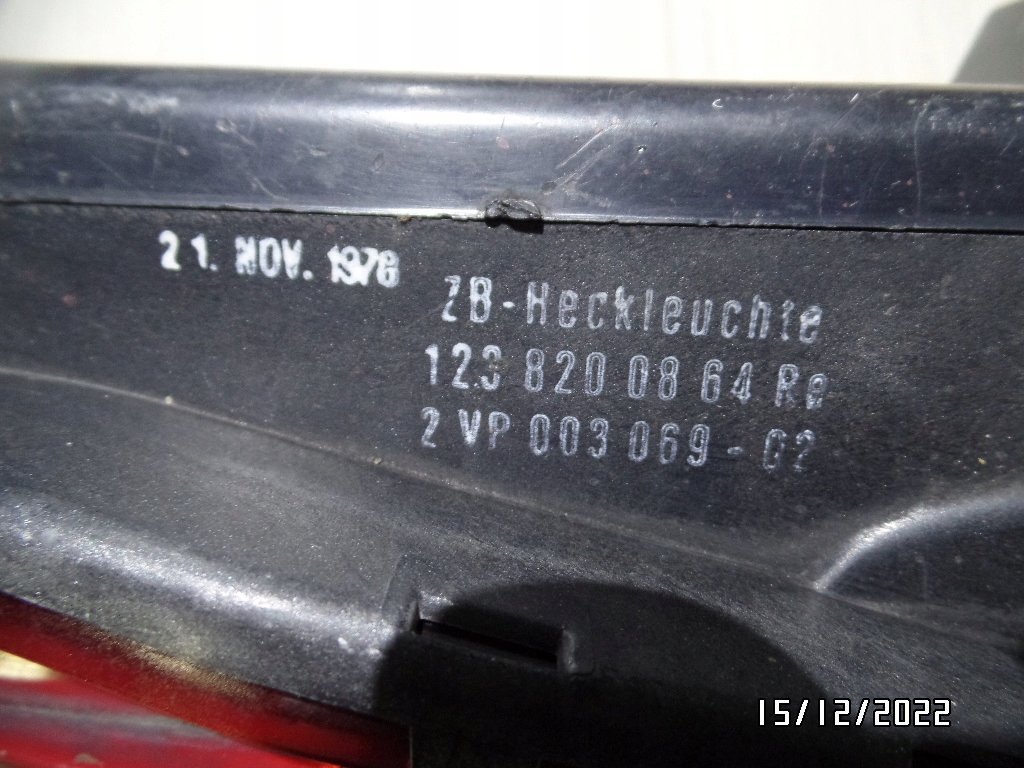 21. NOV. 1978
ZB-Heckleuchte
123 820 08 64 Re
2 VP 003 069 - 02
15/12/2022